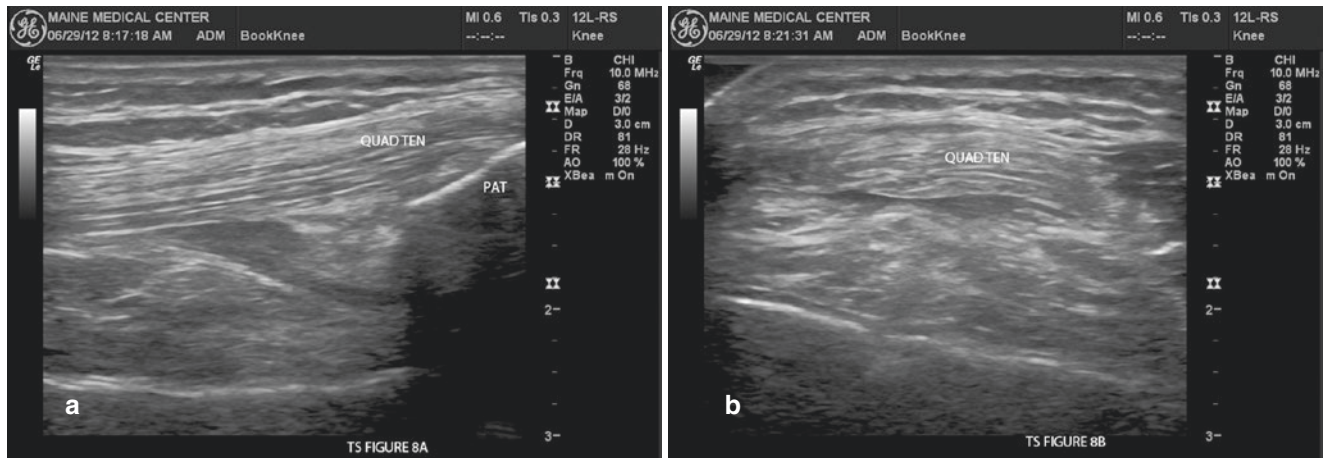 MAINE MEDICAL CENTER
06/29/12 8:17:18 AM ADM BookKnee
MI 0.6 TIs 0.3 12L-RS
--:--:-- Knee
GE
Le
B CHI
Frq 10.0 MHz
Gn 68
E/A 3/2
Map D/0
D 3.0 cm
DR 81
FR 28 Hz
AO 100 %
XBea m On
QUAD TEN
PAT
2-
3-
a
TS FIGURE 8A
MAINE MEDICAL CENTER
06/29/12 8:21:31 AM ADM BookKnee
MI 0.6 TIs 0.3 12L-RS
--:--:-- Knee
GE
Le
B CHI
Frq 10.0 MHz
Gn 68
E/A 3/2
Map D/0
D 3.0 cm
DR 81
FR 28 Hz
AO 100 %
XBea m On
QUAD TEN
2-
3-
b
TS FIGURE 8B